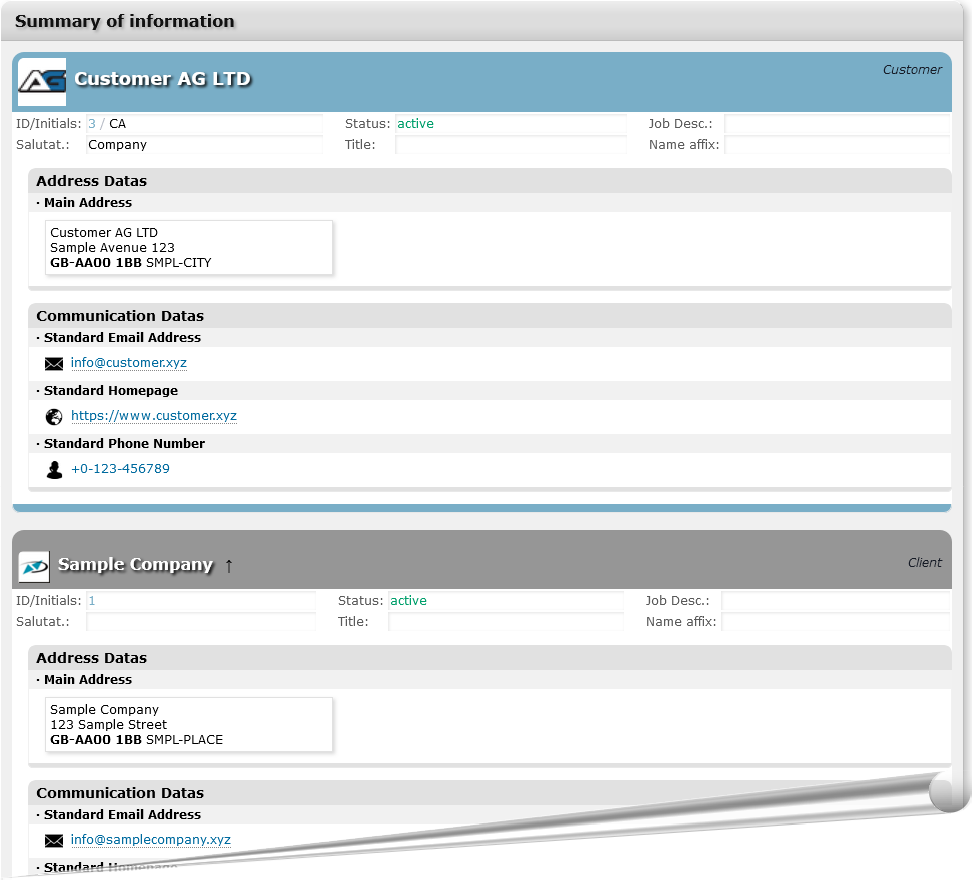 Summary of information
AG Customer AG LTD Customer
ID/Initials: 3 / CA Status: active Job Desc.:
Salutat.: Company Title: Name affix:
Address Datas
· Main Address
Customer AG LTD
Sample Avenue 123
GB-AA00 1BB SMPL-CITY
Communication Datas
· Standard Email Address
info@customer.xyz
· Standard Homepage
https://www.customer.xyz
· Standard Phone Number
+0-123-456789
Sample Company ↑ Client
ID/Initials: 1 Status: active Job Desc.:
Salutat.: Title: Name affix:
Address Datas
· Main Address
Sample Company
123 Sample Street
GB-AA00 1BB SMPL-PLACE
Communication Datas
· Standard Email Address
info@samplecompany.xyz
· Standard Homepage